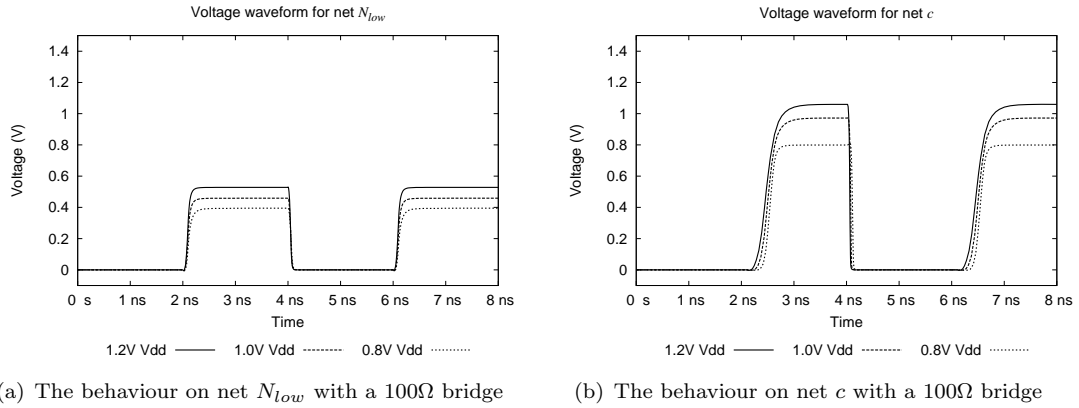 Voltage waveform for net N_low
1.4
1.2
1
0.8
0.6
0.4
0.2
0
Voltage (V)
0 s 1 ns 2 ns 3 ns 4 ns 5 ns 6 ns 7 ns 8 ns
Time
1.2V Vdd 1.0V Vdd 0.8V Vdd
(a) The behaviour on net N_low with a 100Ω bridge
Voltage waveform for net c
1.4
1.2
1
0.8
0.6
0.4
0.2
0
Voltage (V)
0 s 1 ns 2 ns 3 ns 4 ns 5 ns 6 ns 7 ns 8 ns
Time
1.2V Vdd 1.0V Vdd 0.8V Vdd
(b) The behaviour on net c with a 100Ω bridge